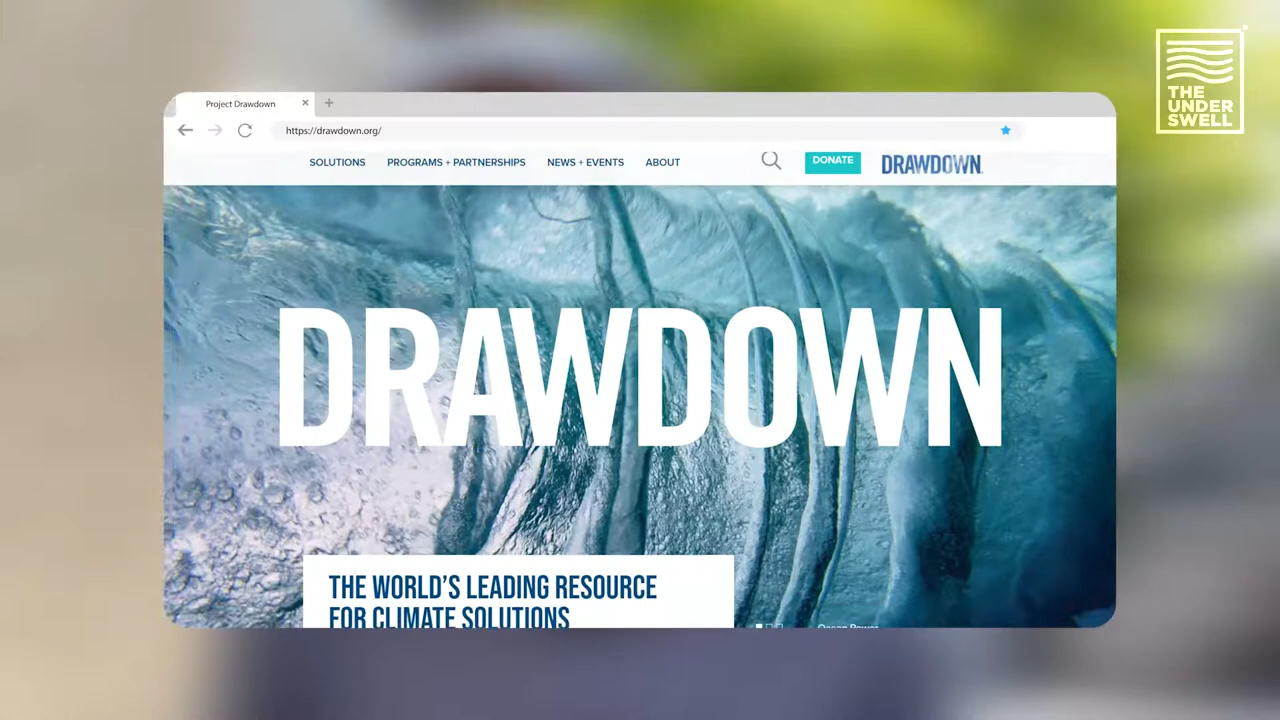 THE
UNDER
SWELL
Project Drawdown
https://drawdown.org/
SOLUTIONS
PROGRAMS + PARTNERSHIPS
NEWS + EVENTS
ABOUT
DONATE
DRAWDOWN
DRAWDOWN
THE WORLD'S LEADING RESOURCE
FOR CLIMATE SOLUTIONS
Ocean Power